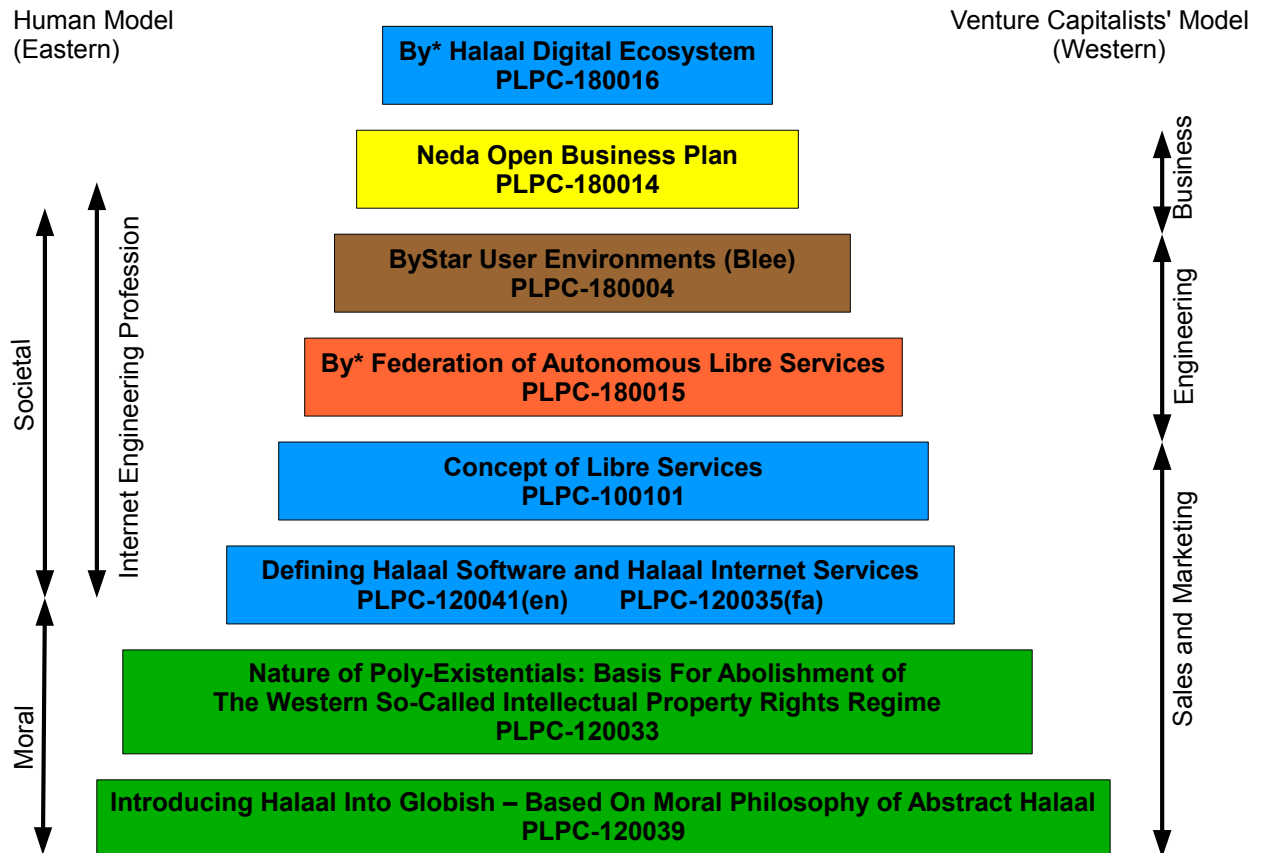 Human Model
(Eastern)
Venture Capitalists' Model
(Western)
By* Halaal Digital Ecosystem
PLPC-180016
Neda Open Business Plan
PLPC-180014
ByStar User Environments (Blee)
PLPC-180004
By* Federation of Autonomous Libre Services
PLPC-180015
Concept of Libre Services
PLPC-100101
Defining Halaal Software and Halaal Internet Services
PLPC-120041(en) PLPC-120035(fa)
Nature of Poly-Existentials: Basis For Abolishment of
The Western So-Called Intellectual Property Rights Regime
PLPC-120033
Introducing Halaal Into Globish – Based On Moral Philosophy of Abstract Halaal
PLPC-120039
Societal
Moral
Internet Engineering Profession
Business
Engineering
Sales and Marketing